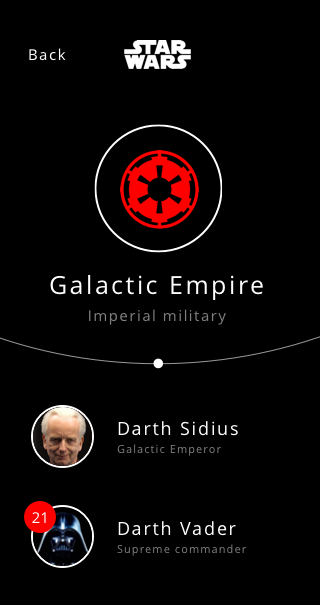 Back
STAR
WARS
Galactic Empire
Imperial military
Darth Sidius
Galactic Emperor
21
Darth Vader
Supreme commander